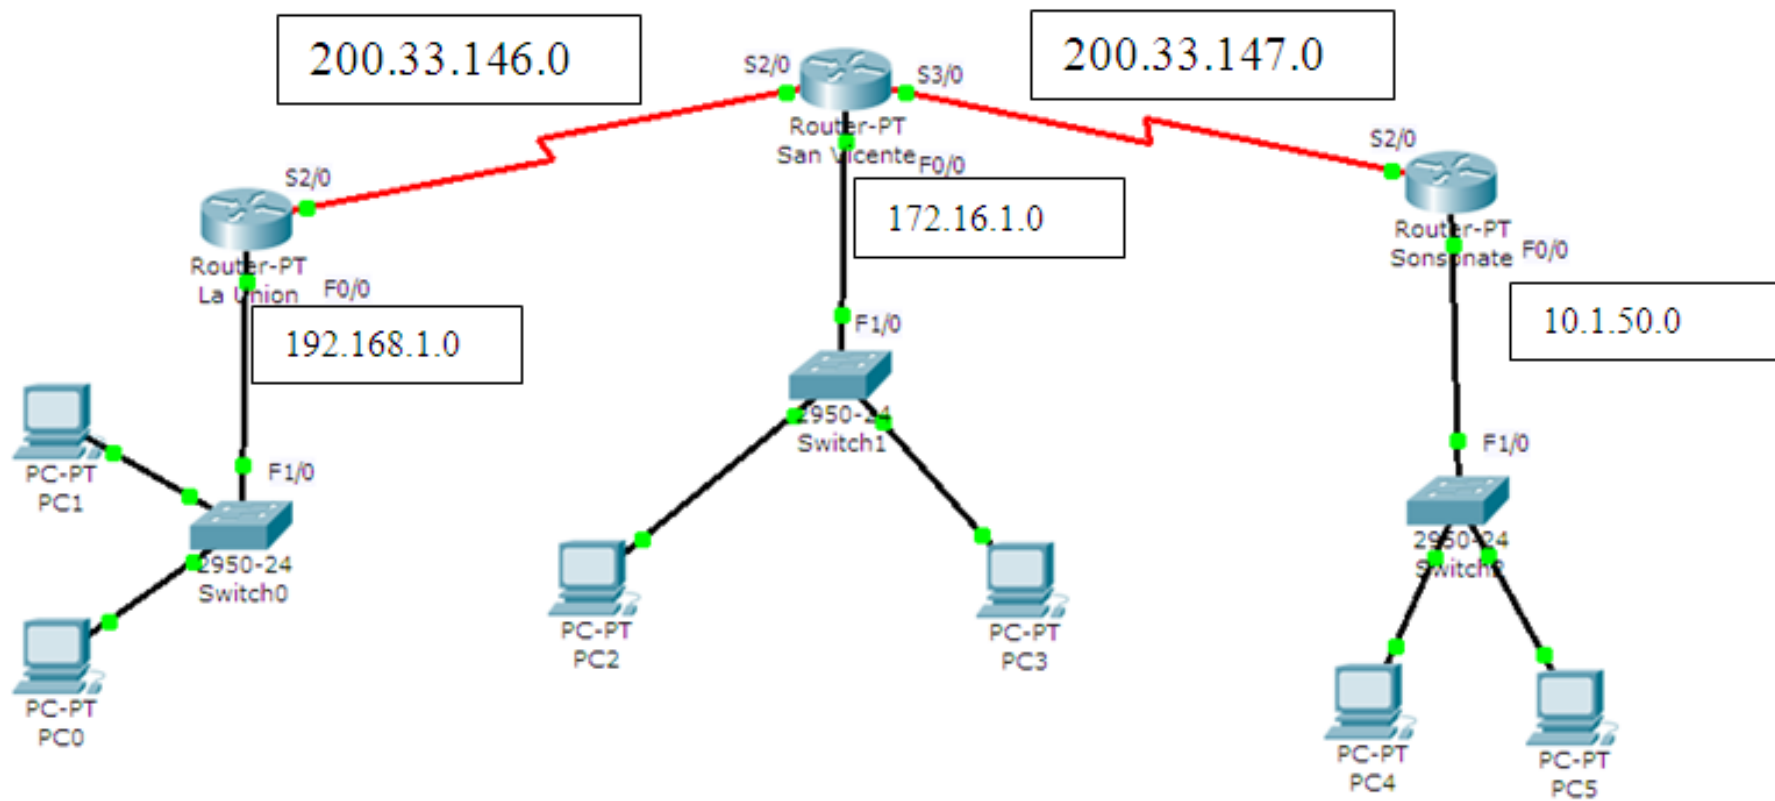 200.33.146.0
200.33.147.0
S2/0
S3/0
Router-PT
San Vicente
F0/0
S2/0
172.16.1.0
Router-PT
Sonsonate
F0/0
S2/0
Router-PT
La Union
F0/0
192.168.1.0
10.1.50.0
F1/0
2950-24
Switch1
F1/0
2950-24
Switch2
F1/0
2950-24
Switch0
PC-PT
PC1
PC-PT
PC0
PC-PT
PC2
PC-PT
PC3
PC-PT
PC4
PC-PT
PC5